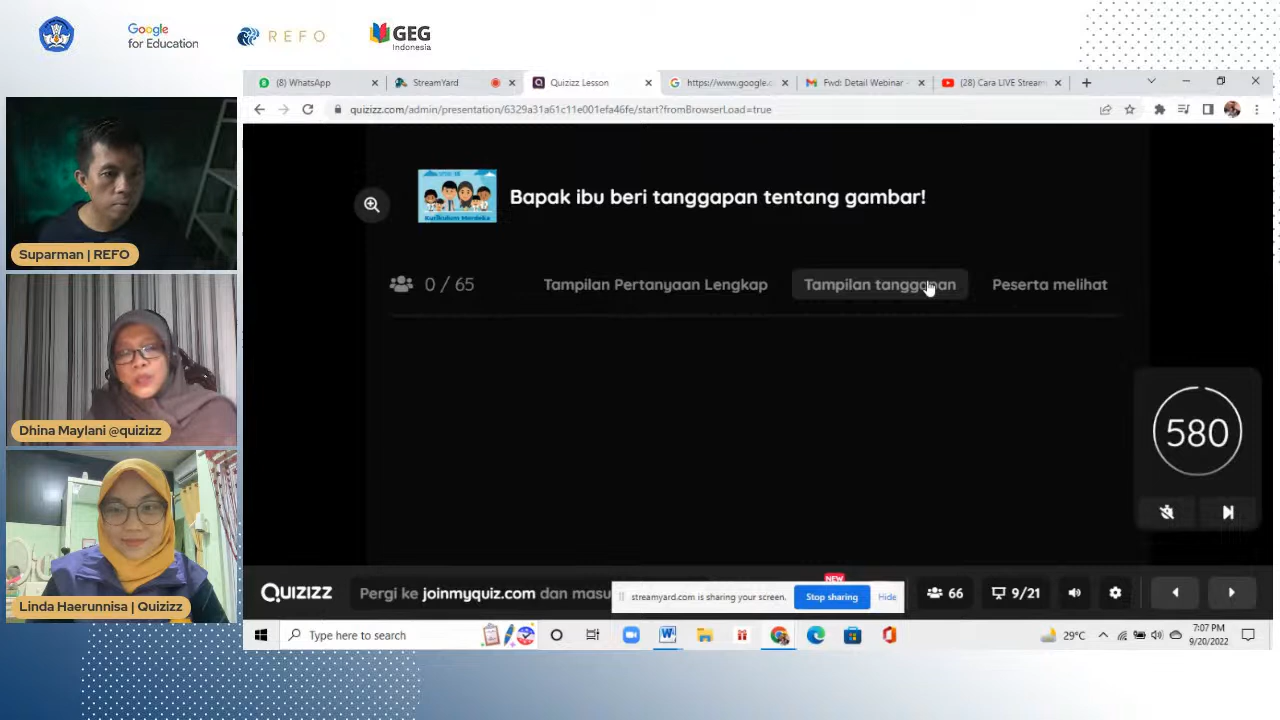 Google
for Education
REFO
GEG
Indonesia
(8) WhatsApp
StreamYard
Quizizz Lesson
https://www.google.c
Fwd: Detail Webinar -
(28) Cara LIVE Stream
quizizz.com/admin/presentation/6329a31a61c11e001efa46fe/start?fromBrowserLoad=true
Kurikulum Merdeka
Bapak ibu beri tanggapan tentang gambar!
0 / 65
Tampilan Pertanyaan Lengkap
Tampilan tanggapan
Peserta melihat
580
Suparman | REFO
Dhina Maylani @quizizz
Linda Haerunnisa | Quizizz
QUIZIZZ
Pergi ke joinmyquiz.com dan masu
streamyard.com is sharing your screen.
Stop sharing
Hide
NEW
66
9/21
Type here to search
29°C
7:07 PM
9/20/2022